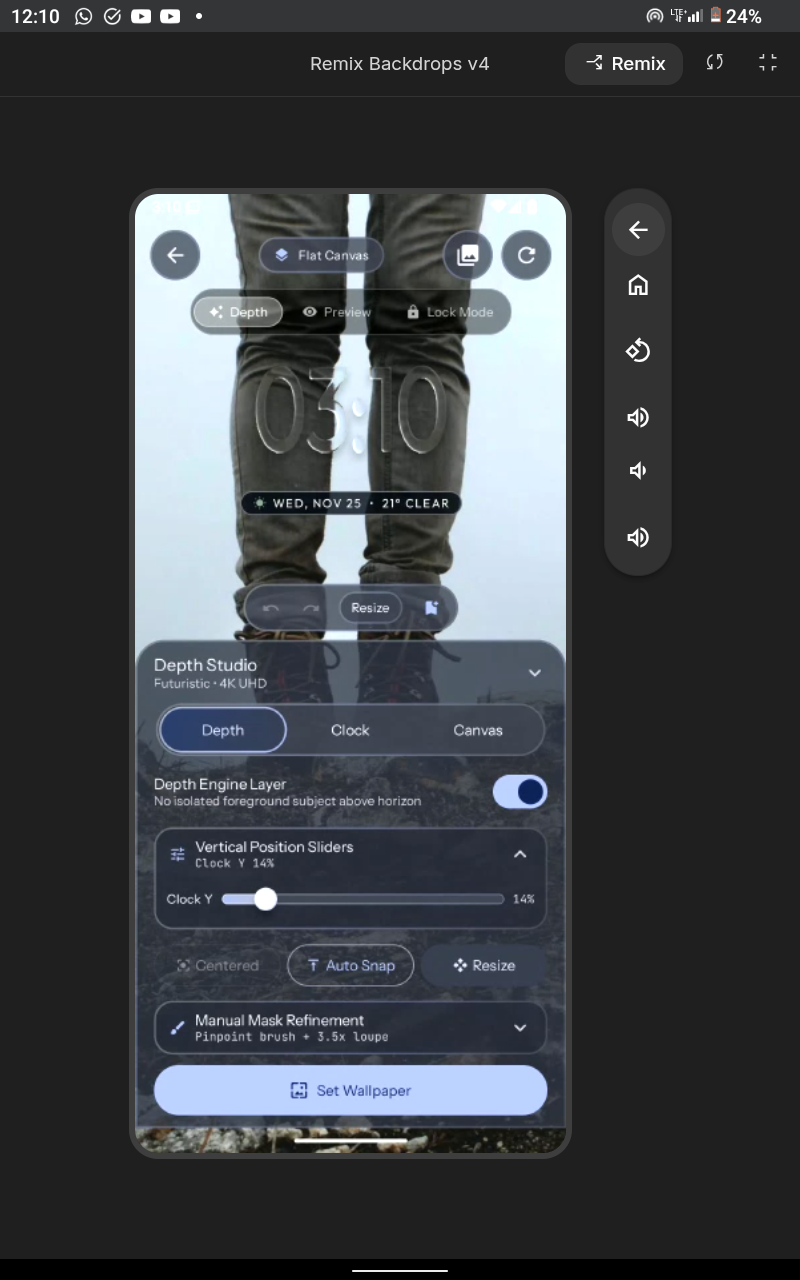 12:10
LTE+
24%
Remix Backdrops v4
Remix
Flat Canvas
Depth
Preview
Lock Mode
03:10
WED, NOV 25 • 21° CLEAR
Resize
Depth Studio
Futuristic • 4K UHD
Depth
Clock
Canvas
Depth Engine Layer
No isolated foreground subject above horizon
Vertical Position Sliders
Clock Y 14%
Clock Y
14%
Centered
Auto Snap
Resize
Manual Mask Refinement
Pinpoint brush + 3.5x loupe
Set Wallpaper